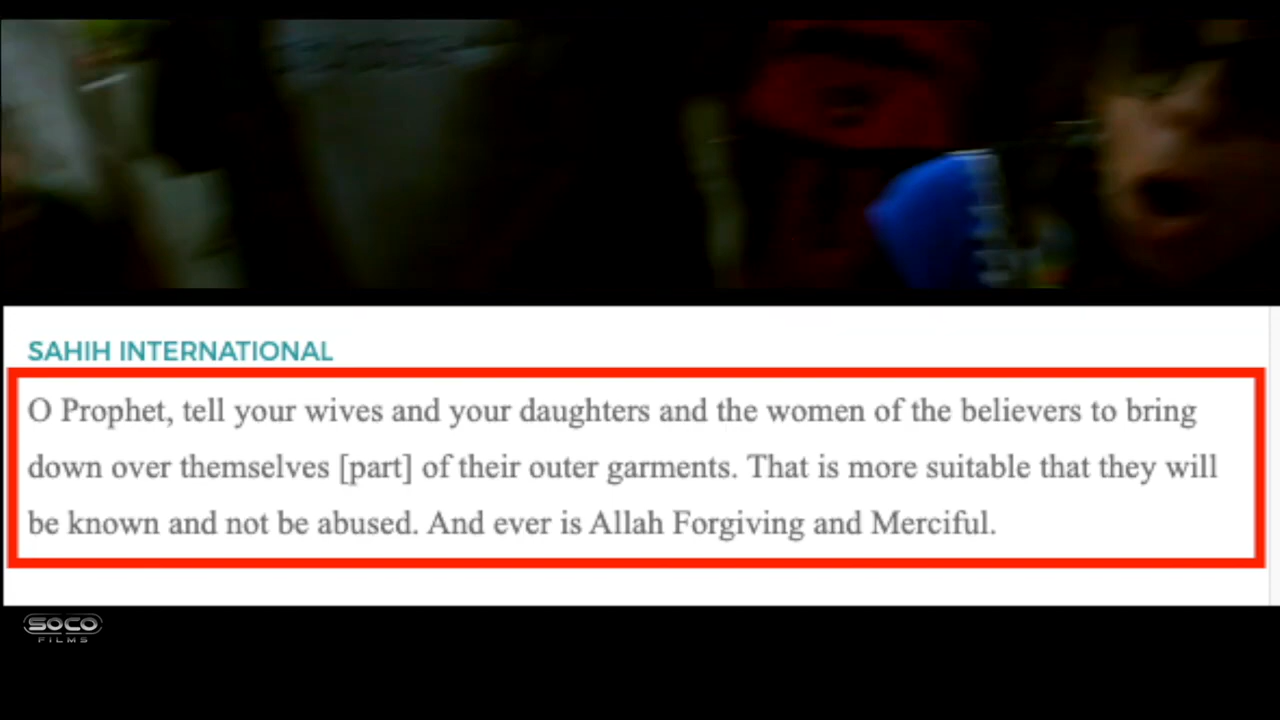 SAHIH INTERNATIONAL
O Prophet, tell your wives and your daughters and the women of the believers to bring
down over themselves [part] of their outer garments. That is more suitable that they will
be known and not be abused. And ever is Allah Forgiving and Merciful.
SOCO
FILMS